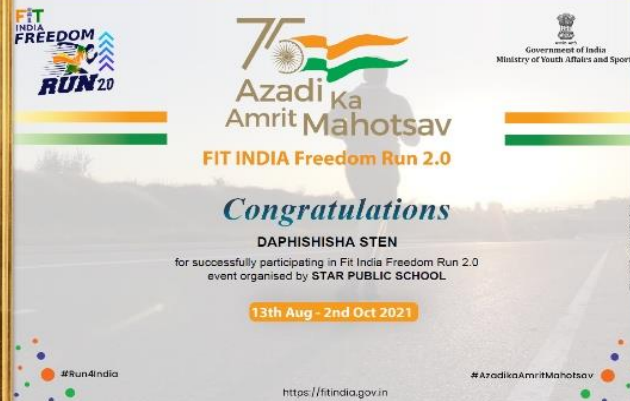 FIT
INDIA
FREEDOM
RUN 2.0
75
Azadi Ka
Amrit Mahotsav
Government of India
Ministry of Youth Affairs and Sport
FIT INDIA Freedom Run 2.0
Congratulations
DAPHISHISHA STEN
for successfully participating in Fit India Freedom Run 2.0
event organised by STAR PUBLIC SCHOOL
13th Aug - 2nd Oct 2021
#Run4India
#AzadikaAmritMahotsav
https://fitindia.gov.in